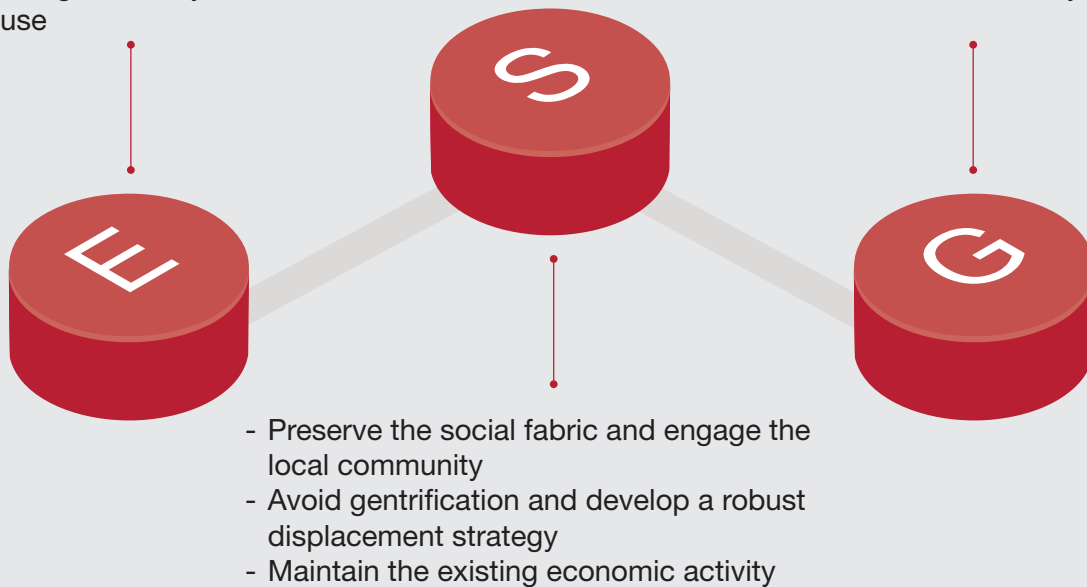 use
S
E
G
- Preserve the social fabric and engage the
local community
- Avoid gentrification and develop a robust
displacement strategy
- Maintain the existing economic activity